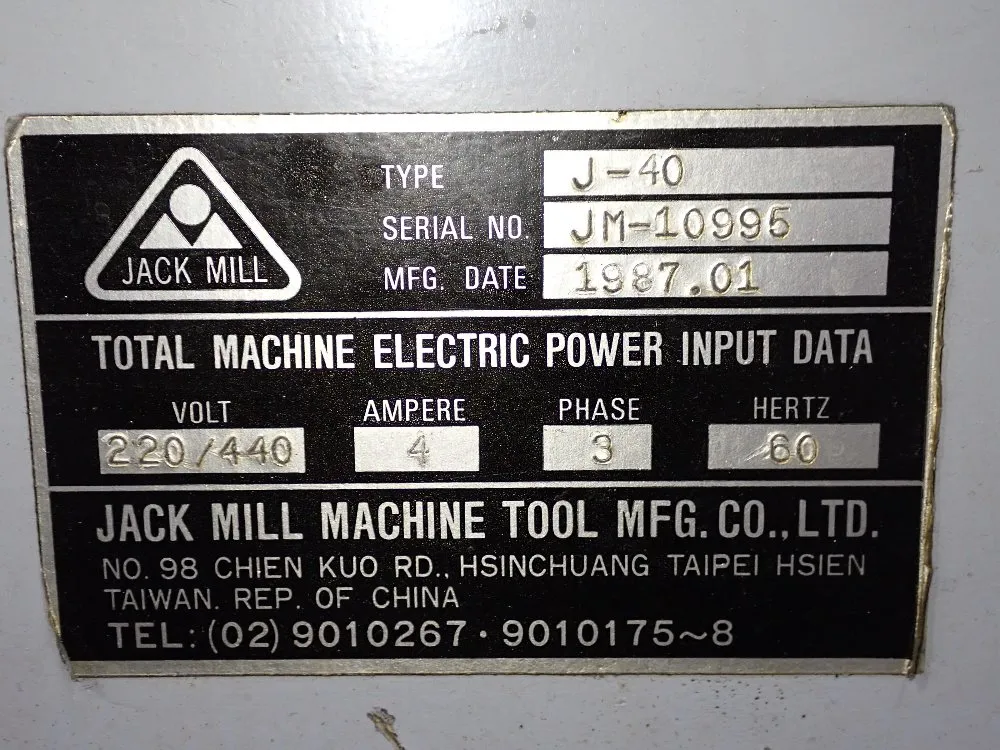 JACK MILL
TYPE J-40
SERIAL NO. JM-10995
MFG. DATE 1987.01
TOTAL MACHINE ELECTRIC POWER INPUT DATA
VOLT AMPERE PHASE HERTZ
220/440 4 3 60
JACK MILL MACHINE TOOL MFG. CO., LTD.
NO. 98 CHIEN KUO RD., HSINCHUANG TAIPEI HSIEN
TAIWAN. REP. OF CHINA
TEL: (02) 9010267 · 9010175~8